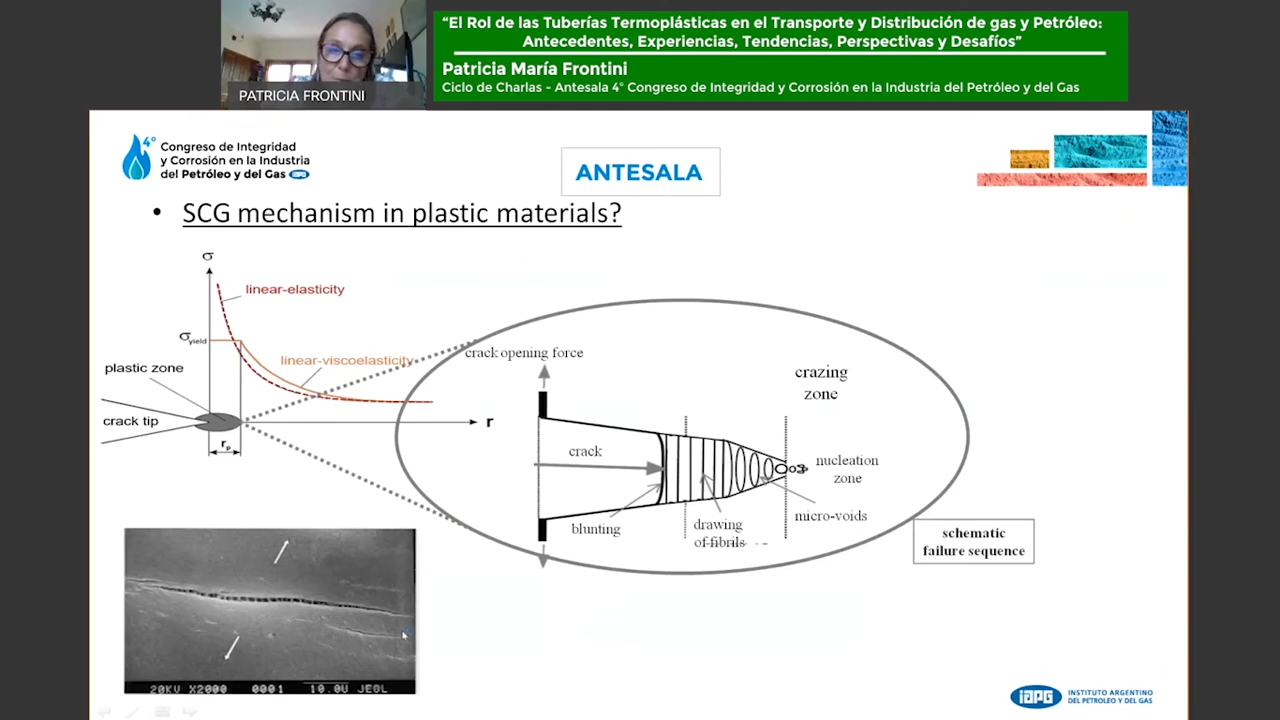 "El Rol de las Tuberías Termoplásticas en el Transporte y Distribución de gas y Petróleo:
Antecedentes, Experiencias, Tendencias, Perspectivas y Desafíos"
Patricia María Frontini
Ciclo de Charlas - Antesala 4° Congreso de Integridad y Corrosión en la Industria del Petróleo y del Gas
PATRICIA FRONTINI
4°
Congreso de Integridad
y Corrosión en la Industria
del Petróleo y del Gas IAPG
ANTESALA
• SCG mechanism in plastic materials?
σ
linear-elasticity
σyield
linear-viscoelasticity
plastic zone
crack tip
r
rp
crack opening force
crazing
zone
crack
nucleation
zone
micro-voids
blunting
drawing
of fibrils
schematic
failure sequence
20KV X2000 0001 10.0U JEOL
IAPG
INSTITUTO ARGENTINO
DEL PETROLEO Y DEL GAS